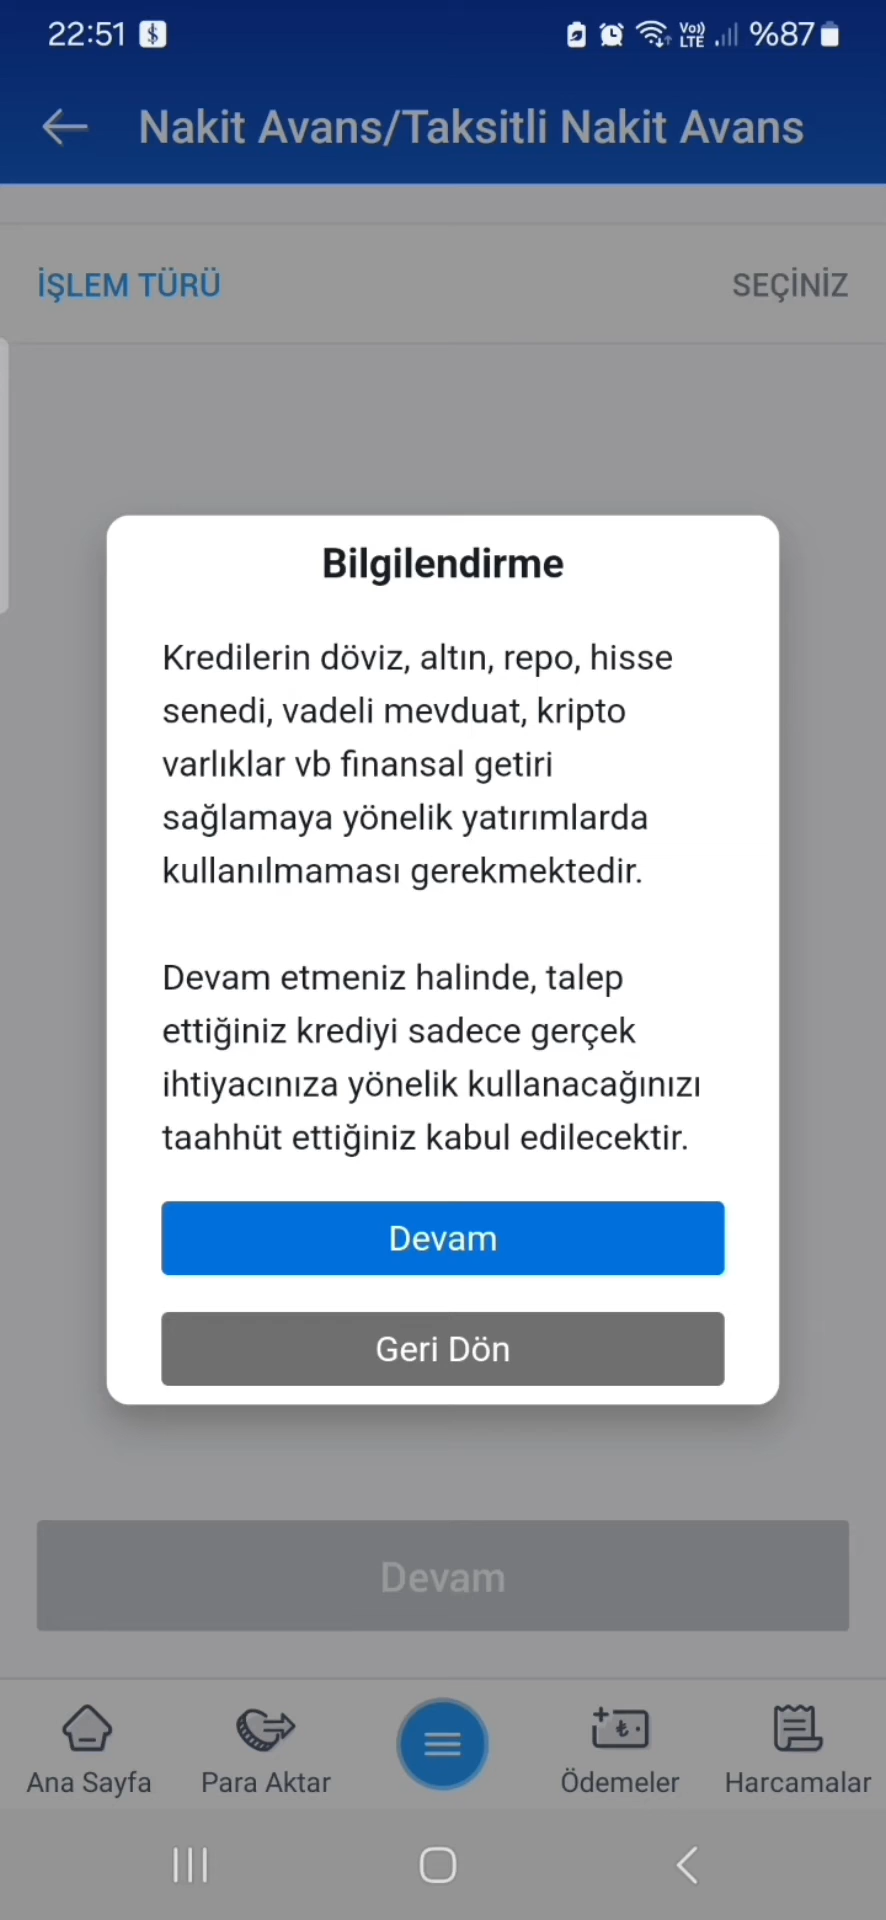 22:51
Vo)) LTE
%87
Nakit Avans/Taksitli Nakit Avans
İŞLEM TÜRÜ
SEÇİNİZ
Bilgilendirme
Kredilerin döviz, altın, repo, hisse
senedi, vadeli mevduat, kripto
varlıklar vb finansal getiri
sağlamaya yönelik yatırımlarda
kullanılmaması gerekmektedir.
Devam etmeniz halinde, talep
ettiğiniz krediyi sadece gerçek
ihtiyacınıza yönelik kullanacağınızı
taahhüt ettiğiniz kabul edilecektir.
Devam
Geri Dön
Devam
Ana Sayfa
Para Aktar
Ödemeler
Harcamalar